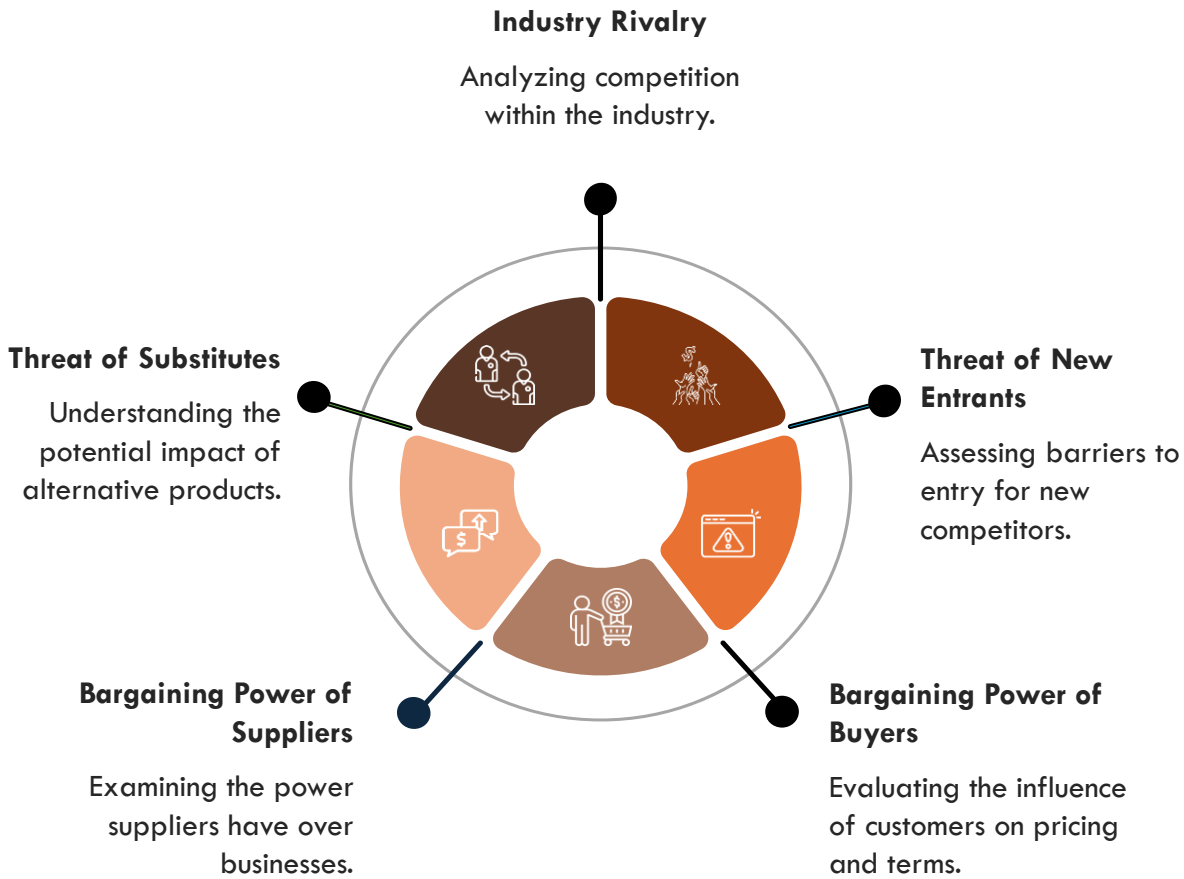 Industry Rivalry
Analyzing competition
within the industry.
Threat of Substitutes
Understanding the
potential impact of
alternative products.
Threat of New
Entrants
Assessing barriers to
entry for new
competitors.
$
$
$
Bargaining Power of
Suppliers
Examining the power
suppliers have over
businesses.
Bargaining Power of
Buyers
Evaluating the influence
of customers on pricing
and terms.